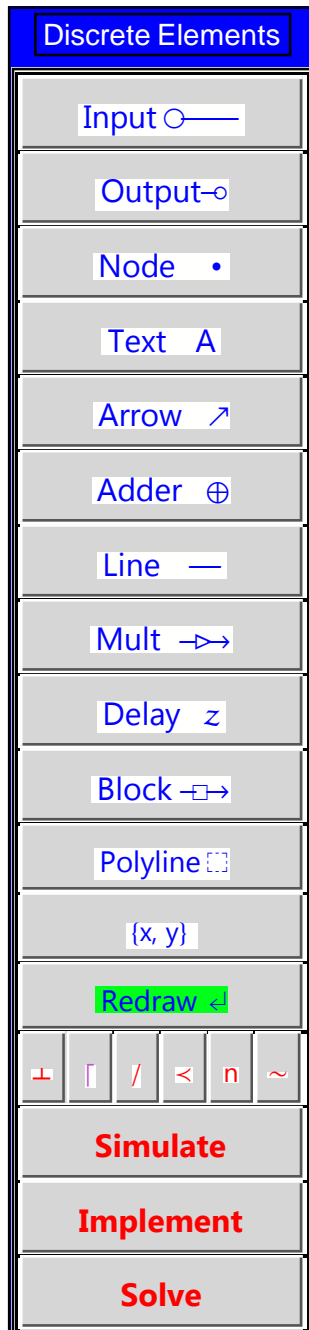 Discrete Elements
Input
Output
Node •
Text A
Arrow ↗
Adder ⊕
Line —
Mult
Delay z
Block
Polyline
{x, y}
Redraw ↲
⊥ ⌈ / ≺ n ~
Simulate
Implement
Solve